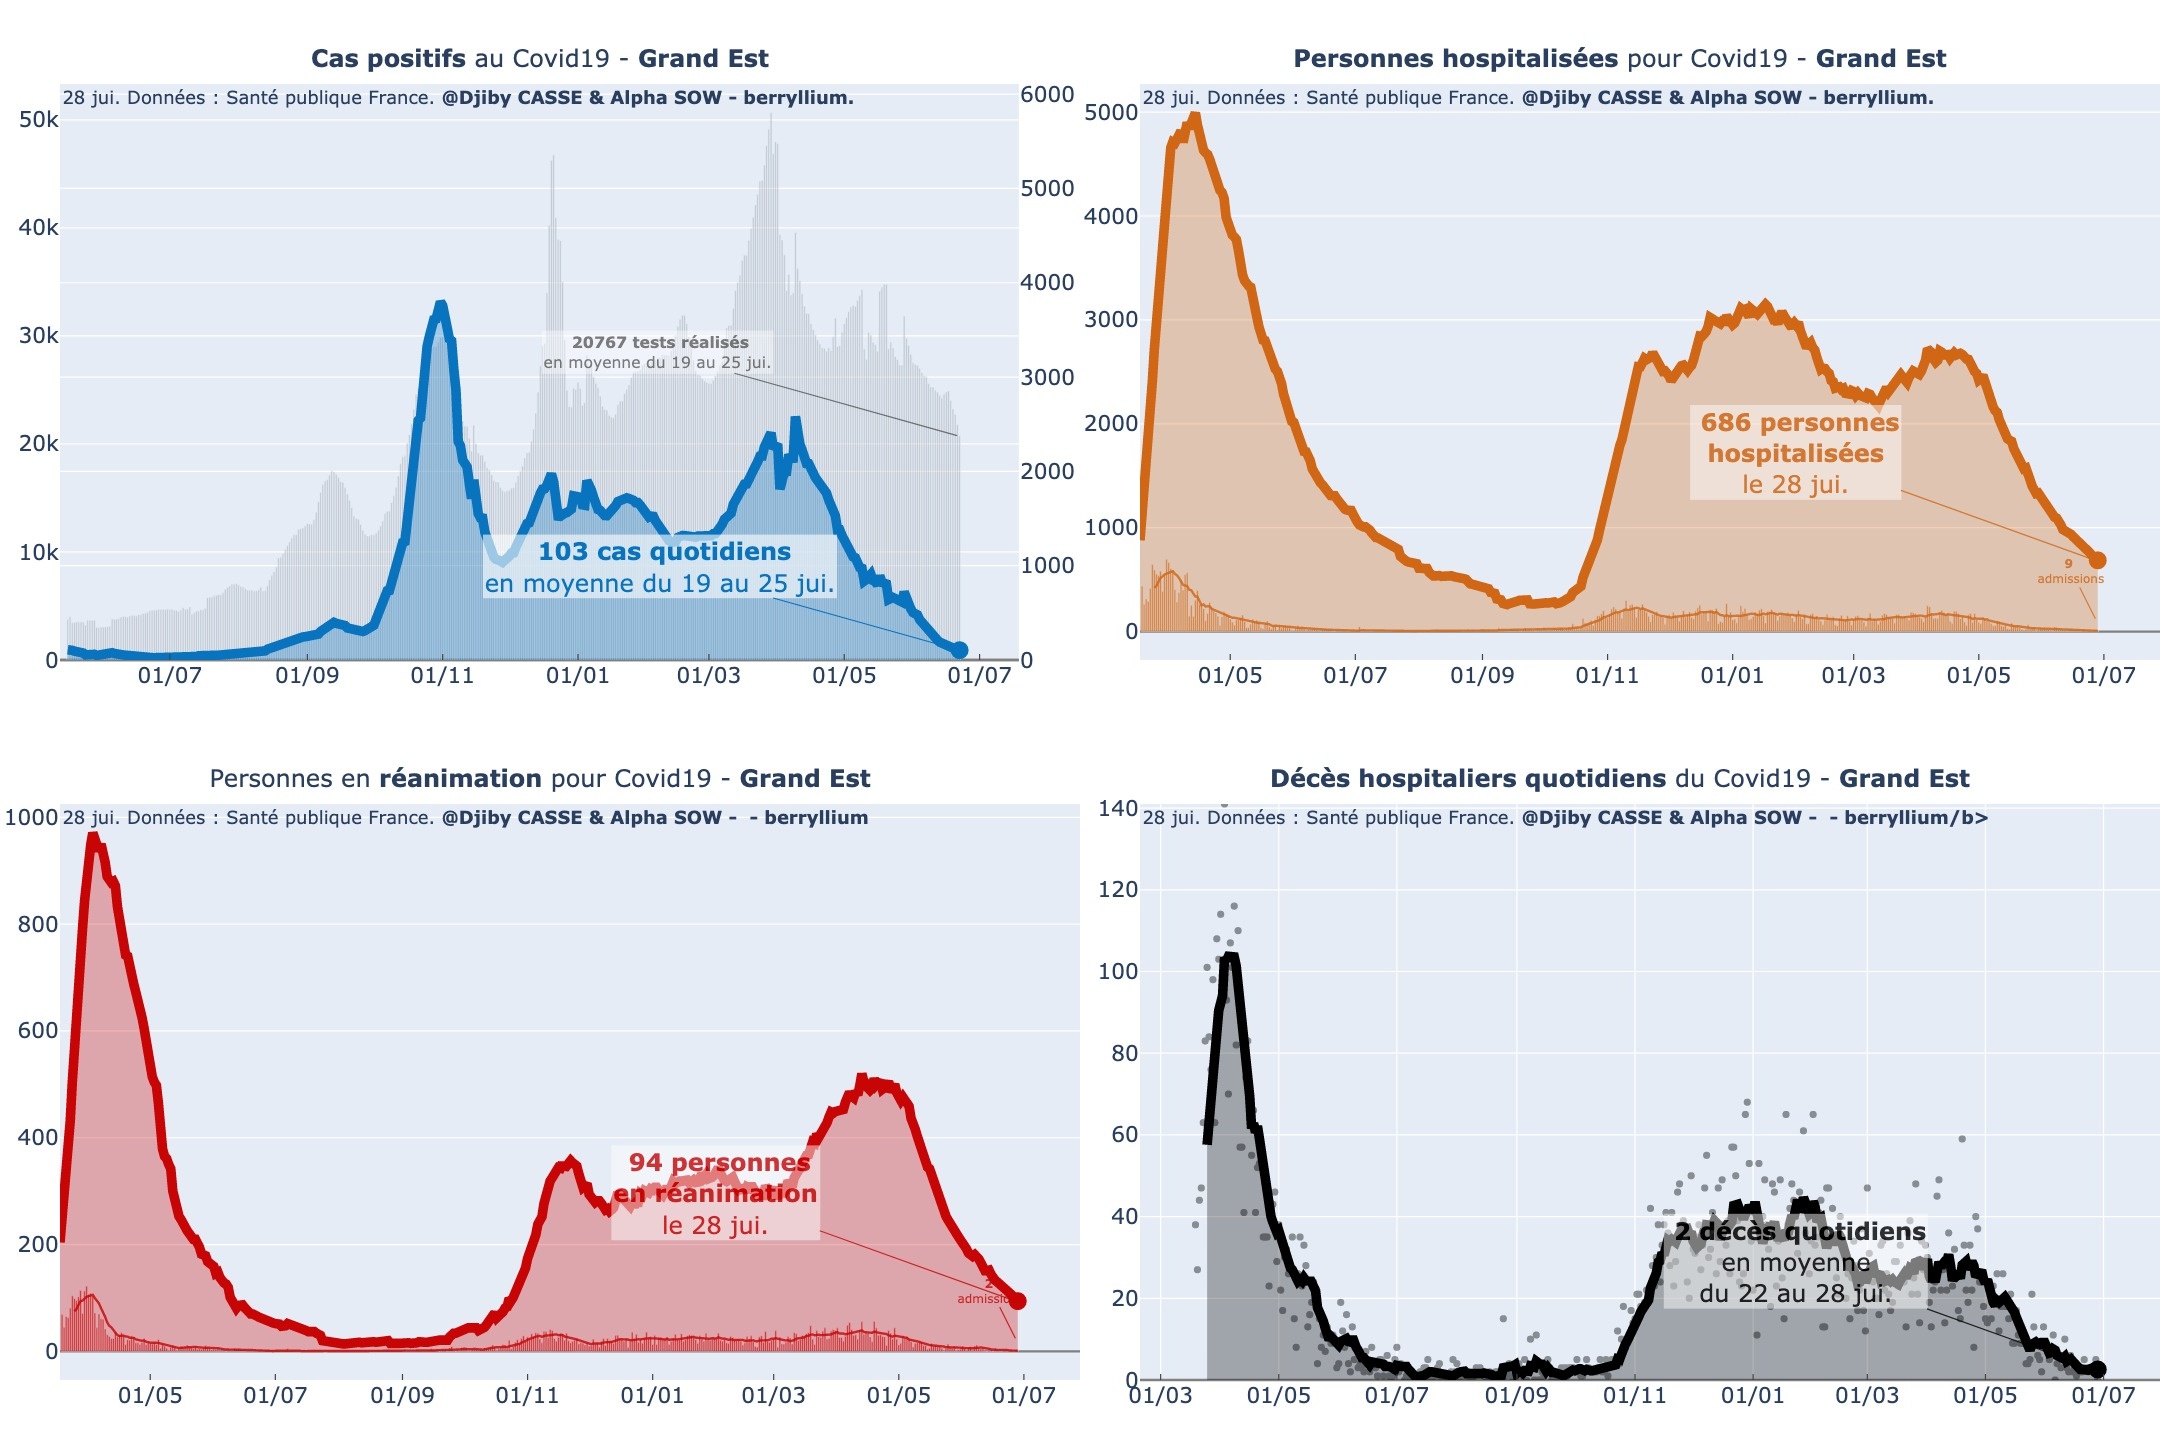 Cas positifs au Covid19 - Grand Est
28 jui. Données : Santé publique France. @Djiby CASSE & Alpha SOW - berryllium.
50k
40k
30k
20k
10k
0
6000
5000
4000
3000
2000
1000
0
20767 tests réalisés
en moyenne du 19 au 25 jui.
103 cas quotidiens
en moyenne du 19 au 25 jui.
01/07 01/09 01/11 01/01 01/03 01/05 01/07
Personnes hospitalisées pour Covid19 - Grand Est
28 jui. Données : Santé publique France. @Djiby CASSE & Alpha SOW - berryllium.
5000
4000
3000
2000
1000
0
686 personnes
hospitalisées
le 28 jui.
9
admissions
01/05 01/07 01/09 01/11 01/01 01/03 01/05 01/07
Personnes en réanimation pour Covid19 - Grand Est
28 jui. Données : Santé publique France. @Djiby CASSE & Alpha SOW -  - berryllium
1000
800
600
400
200
0
94 personnes
en réanimation
le 28 jui.
2
01/05 01/07 01/09 01/11 01/01 01/03 01/05 01/07
Décès hospitaliers quotidiens du Covid19 - Grand Est
28 jui. Données : Santé publique France. @Djiby CASSE & Alpha SOW -  - berryllium/b>
140
120
100
80
60
40
20
0
2 décès quotidiens
en moyenne
du 22 au 28 jui.
01/03 01/05 01/07 01/09 01/11 01/01 01/03 01/05 01/07